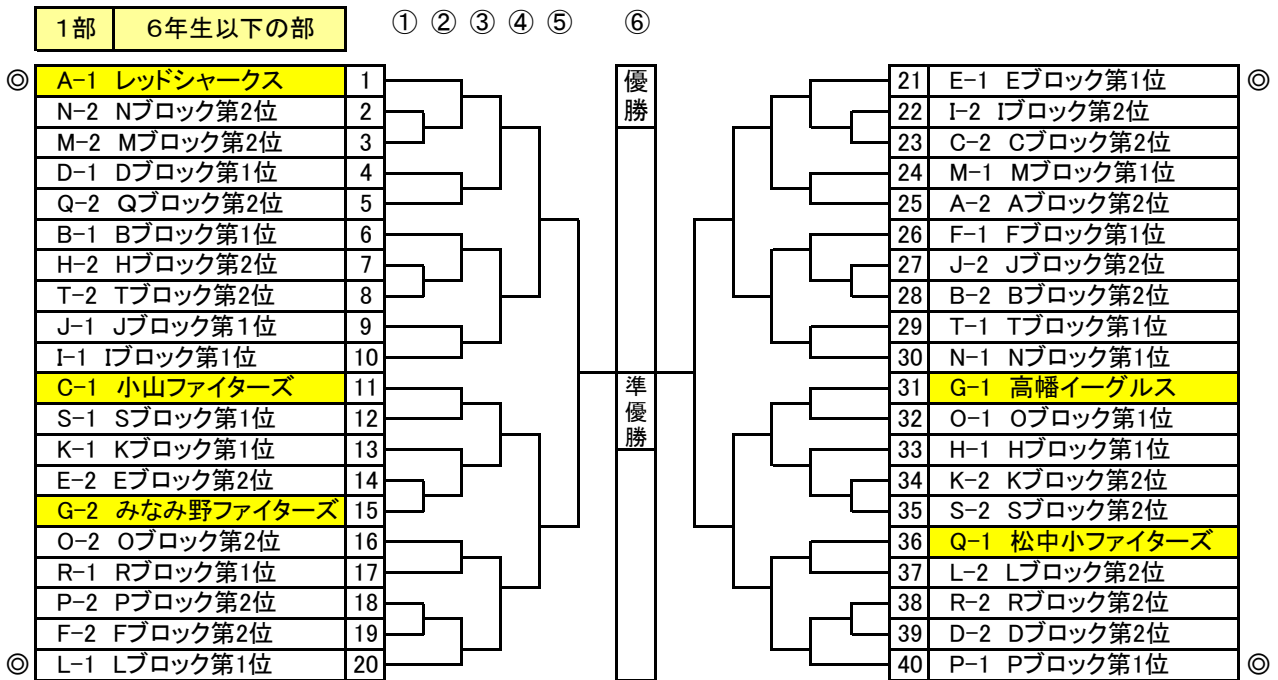 1部 6年生以下の部 ① ② ③ ④ ⑤ ⑥
◎ A-1 レッドシャークス 1
N-2 Nブロック第2位 2
M-2 Mブロック第2位 3
D-1 Dブロック第1位 4
Q-2 Qブロック第2位 5
B-1 Bブロック第1位 6
H-2 Hブロック第2位 7
T-2 Tブロック第2位 8
J-1 Jブロック第1位 9
I-1 Iブロック第1位 10
C-1 小山ファイターズ 11
S-1 Sブロック第1位 12
K-1 Kブロック第1位 13
E-2 Eブロック第2位 14
G-2 みなみ野ファイターズ 15
O-2 Oブロック第2位 16
R-1 Rブロック第1位 17
P-2 Pブロック第2位 18
F-2 Fブロック第2位 19
◎ L-1 Lブロック第1位 20
優勝
準優勝
21 E-1 Eブロック第1位 ◎
22 I-2 Iブロック第2位
23 C-2 Cブロック第2位
24 M-1 Mブロック第1位
25 A-2 Aブロック第2位
26 F-1 Fブロック第1位
27 J-2 Jブロック第2位
28 B-2 Bブロック第2位
29 T-1 Tブロック第1位
30 N-1 Nブロック第1位
31 G-1 高幡イーグルス
32 O-1 Oブロック第1位
33 H-1 Hブロック第1位
34 K-2 Kブロック第2位
35 S-2 Sブロック第2位
36 Q-1 松中小ファイターズ
37 L-2 Lブロック第2位
38 R-2 Rブロック第2位
39 D-2 Dブロック第2位
40 P-1 Pブロック第1位 ◎